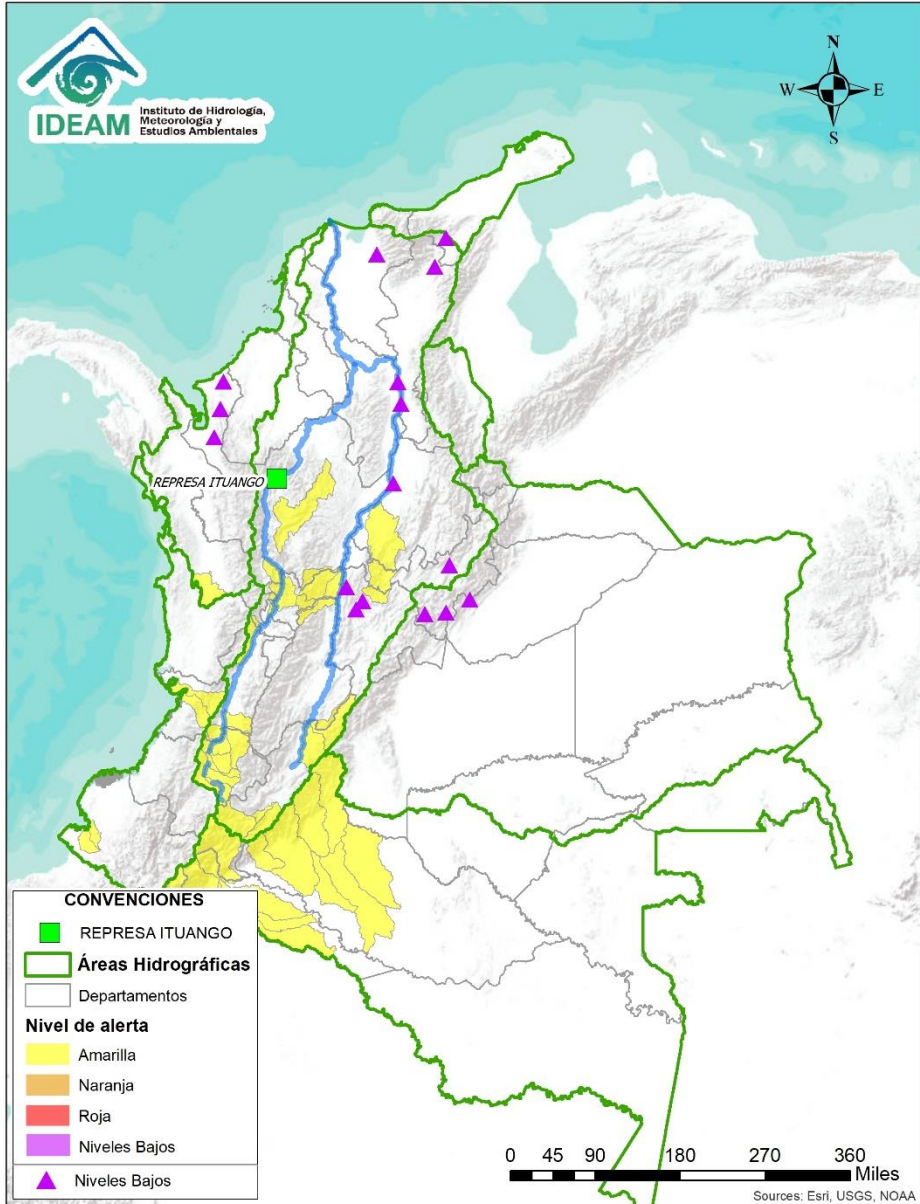 IDEAM
Instituto de Hidrología,
Meteorología y
Estudios Ambientales
N
W
E
S
REPRESA ITUANGO
CONVENCIONES
REPRESA ITUANGO
Áreas Hidrográficas
Departamentos
Nivel de alerta
Amarilla
Naranja
Roja
Niveles Bajos
Niveles Bajos
0 45 90 180 270 360
Miles
Sources: Esri, USGS, NOAA